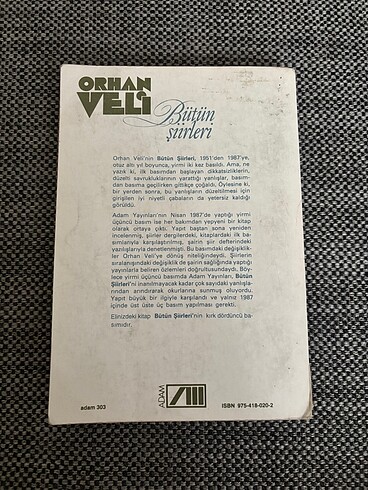 ORHAN
VELİ
Bütün
şiirleri
Orhan Veli'nin Bütün Şiirleri, 1951'den 1987'ye,
otuz altı yıl boyunca, yirmi iki kez basıldı. Ama, ne
yazık ki, ilk basımdan başlayan dikkatsizliklerin,
düzelti savrukluklarının yarattığı yanlışlar, basım-
dan basıma geçilirken gittikçe çoğaldı. Öylesine ki,
bir yerden sonra, bu yanlışların düzeltilmesi için
girişilen iyi niyetli çabaların da yetersiz kaldığı
görüldü.
Adam Yayınları'nın Nisan 1987'de yaptığı yirmi
üçüncü basım ise her bakımdan yepyeni bir kitap
olarak ortaya çıktı. Yapıt baştan sona yeniden
incelenmiş, şiirler dergilerdeki, kitaplardaki ilk ba-
sımlarıyla karşılaştırılmış, şairin şiir defterindeki
yanlışlarıyla denetlenmişti. Bu basımdaki değişiklik-
ler Orhan Veli'ye dönüş niteliğindeydi. Şiirlerin
sıralanışındaki değişiklik de şairin sağlığında yaptığı
yayınlarla beliren özlemleri doğrultusundaydı. Böy-
lece yirmi üçüncü basımda Adam Yayınları, Bütün
Şiirleri'ni inanılmayacak kadar çok sayıdaki yanlışla-
rından arındırarak okurlarına sunmuş oluyordu.
Yapıt büyük bir ilgiyle karşılandı ve yalnız 1987
içinde üst üste üç basım yapılması gerekti.
Elinizdeki kitap Bütün Şiirleri'nin kırk dördüncü ba-
sımıdır.
adam 303
ADAM
ISBN 975-418-020-2